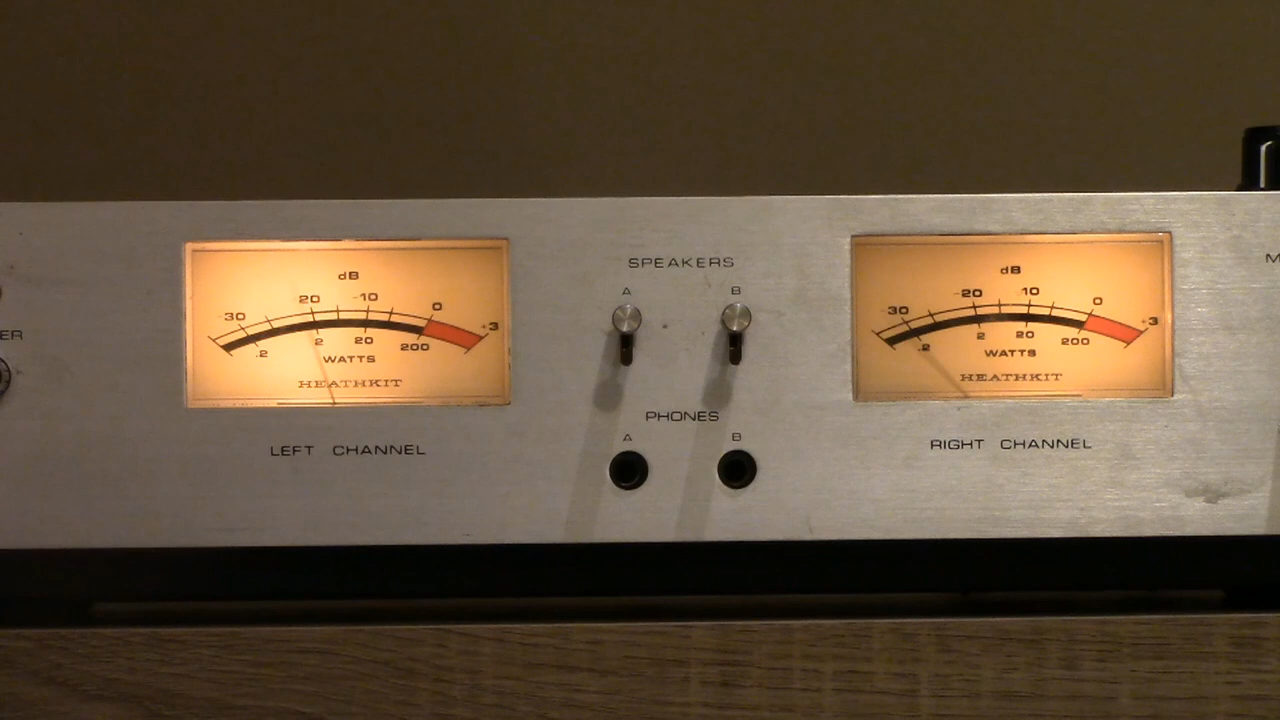 ER
dB
30 20 -10 0 +3
.2 2 20 200
WATTS
HEATHKIT
LEFT CHANNEL
SPEAKERS
A B
PHONES
A B
dB
-30 -20 10 0 +3
.2 2 20 200
WATTS
HEATHKIT
RIGHT CHANNEL
M